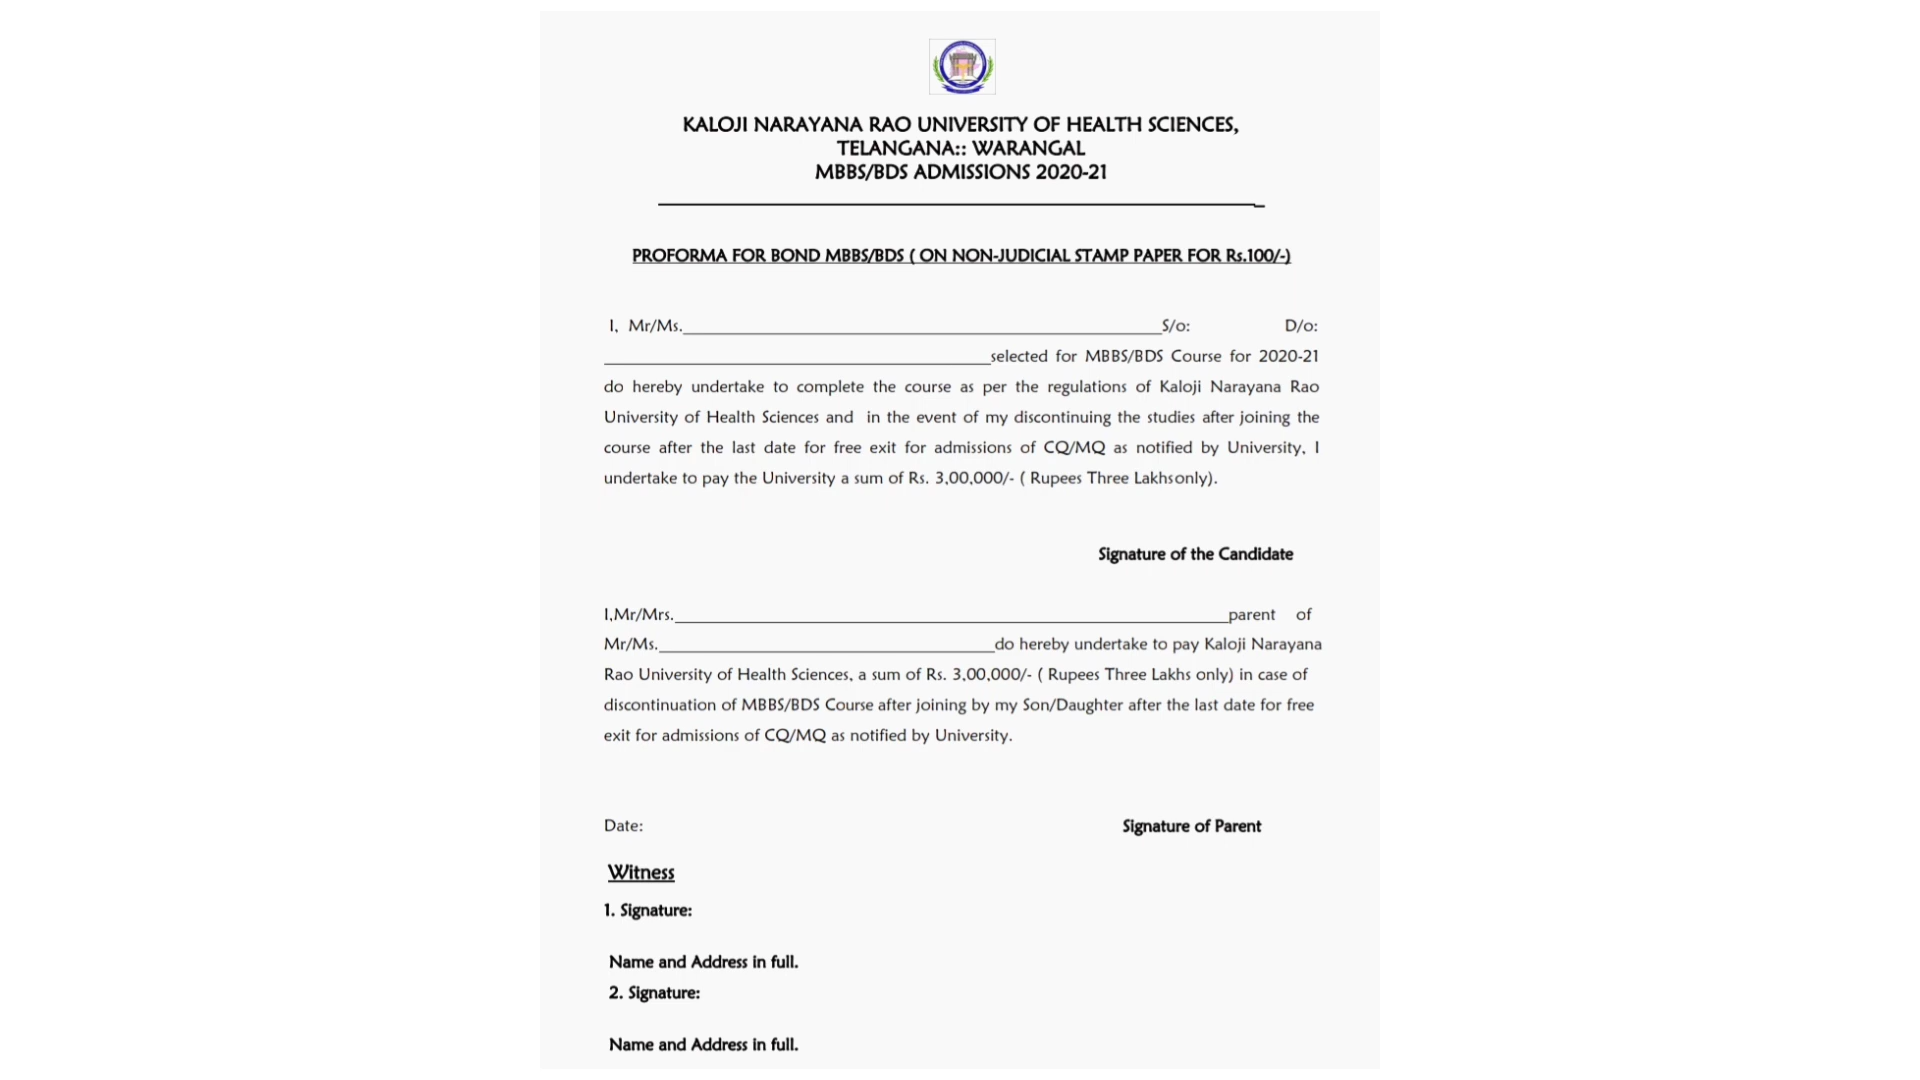 KALOJI NARAYANA RAO UNIVERSITY OF HEALTH SCIENCES,
TELANGANA:: WARANGAL
MBBS/BDS ADMISSIONS 2020-21
PROFORMA FOR BOND MBBS/BDS ( ON NON-JUDICIAL STAMP PAPER FOR Rs.100/-)
I, Mr/Ms.____________________________________________S/o: D/o:
____________________________________selected for MBBS/BDS Course for 2020-21
do hereby undertake to complete the course as per the regulations of Kaloji Narayana Rao
University of Health Sciences and in the event of my discontinuing the studies after joining the
course after the last date for free exit for admissions of CQ/MQ as notified by University, I
undertake to pay the University a sum of Rs. 3,00,000/- ( Rupees Three Lakhsonly).
Signature of the Candidate
I,Mr/Mrs.____________________________________________________parent of
Mr/Ms.________________________________do hereby undertake to pay Kaloji Narayana
Rao University of Health Sciences, a sum of Rs. 3,00,000/- ( Rupees Three Lakhs only) in case of
discontinuation of MBBS/BDS Course after joining by my Son/Daughter after the last date for free
exit for admissions of CQ/MQ as notified by University.
Date: Signature of Parent
Witness
1. Signature:
Name and Address in full.
2. Signature:
Name and Address in full.